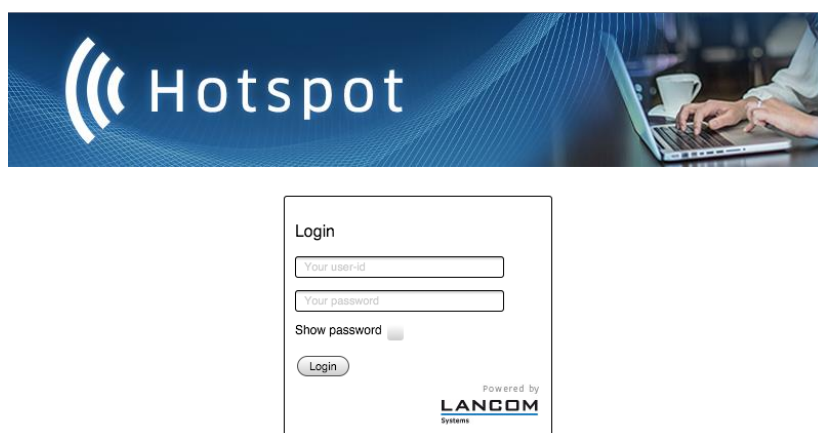 Hotspot
Login
Your user-id
Your password
Show password
Login
Powered by
LANCOM
Systems